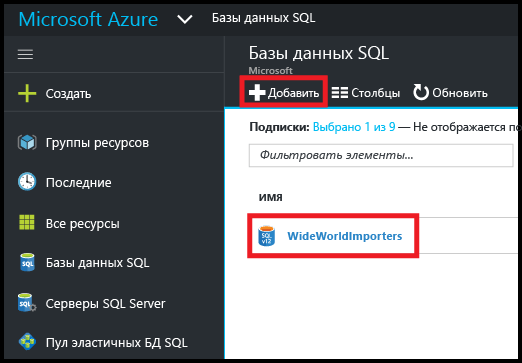 Microsoft Azure Базы данных SQL
Создать
Группы ресурсов
Последние
Все ресурсы
Базы данных SQL
Серверы SQL Server
Пул эластичных БД SQL
Базы данных SQL
Microsoft
Добавить Столбцы Обновить
Подписки: Выбрано 1 из 9 — Не отображается по
Фильтровать элементы...
ИМЯ
WideWorldImporters